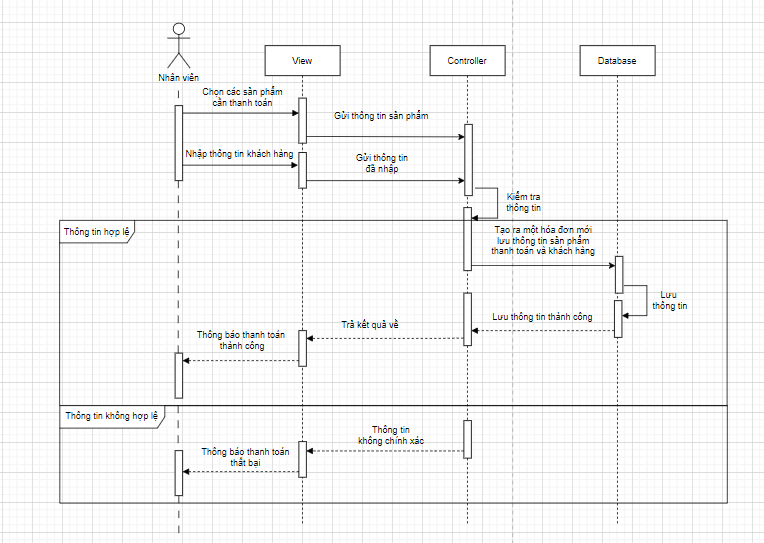 Nhân viên
View
Controller
Database
Chọn các sản phẩm
cần thanh toán
Gửi thông tin sản phẩm
Nhập thông tin khách hàng
Gửi thông tin
đã nhập
Kiểm tra
thông tin
Thông tin hợp lệ
Tạo ra một hóa đơn mới
lưu thông tin sản phẩm
thanh toán và khách hàng
Lưu
thông tin
Lưu thông tin thành công
Trả kết quả về
Thông báo thanh toán
thành công
Thông tin không hợp lệ
Thông tin
không chính xác
Thông báo thanh toán
thất bại